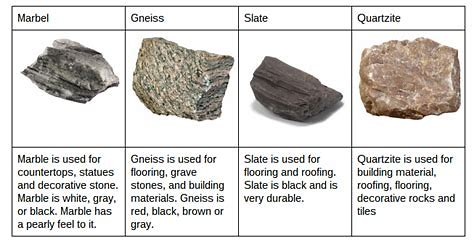 Marbel
Gneiss
Slate
Quartzite
Marble is used for
countertops, statues
and decorative stone.
Marble is white, gray,
or black. Marble has
a pearly feel to it.
Gneiss is used for
flooring, grave
stones, and building
materials. Gneiss is
red, black, brown or
gray.
Slate is used for
flooring and roofing.
Slate is black and is
very durable.
Quartzite is used for
building material,
roofing, flooring,
decorative rocks and
tiles